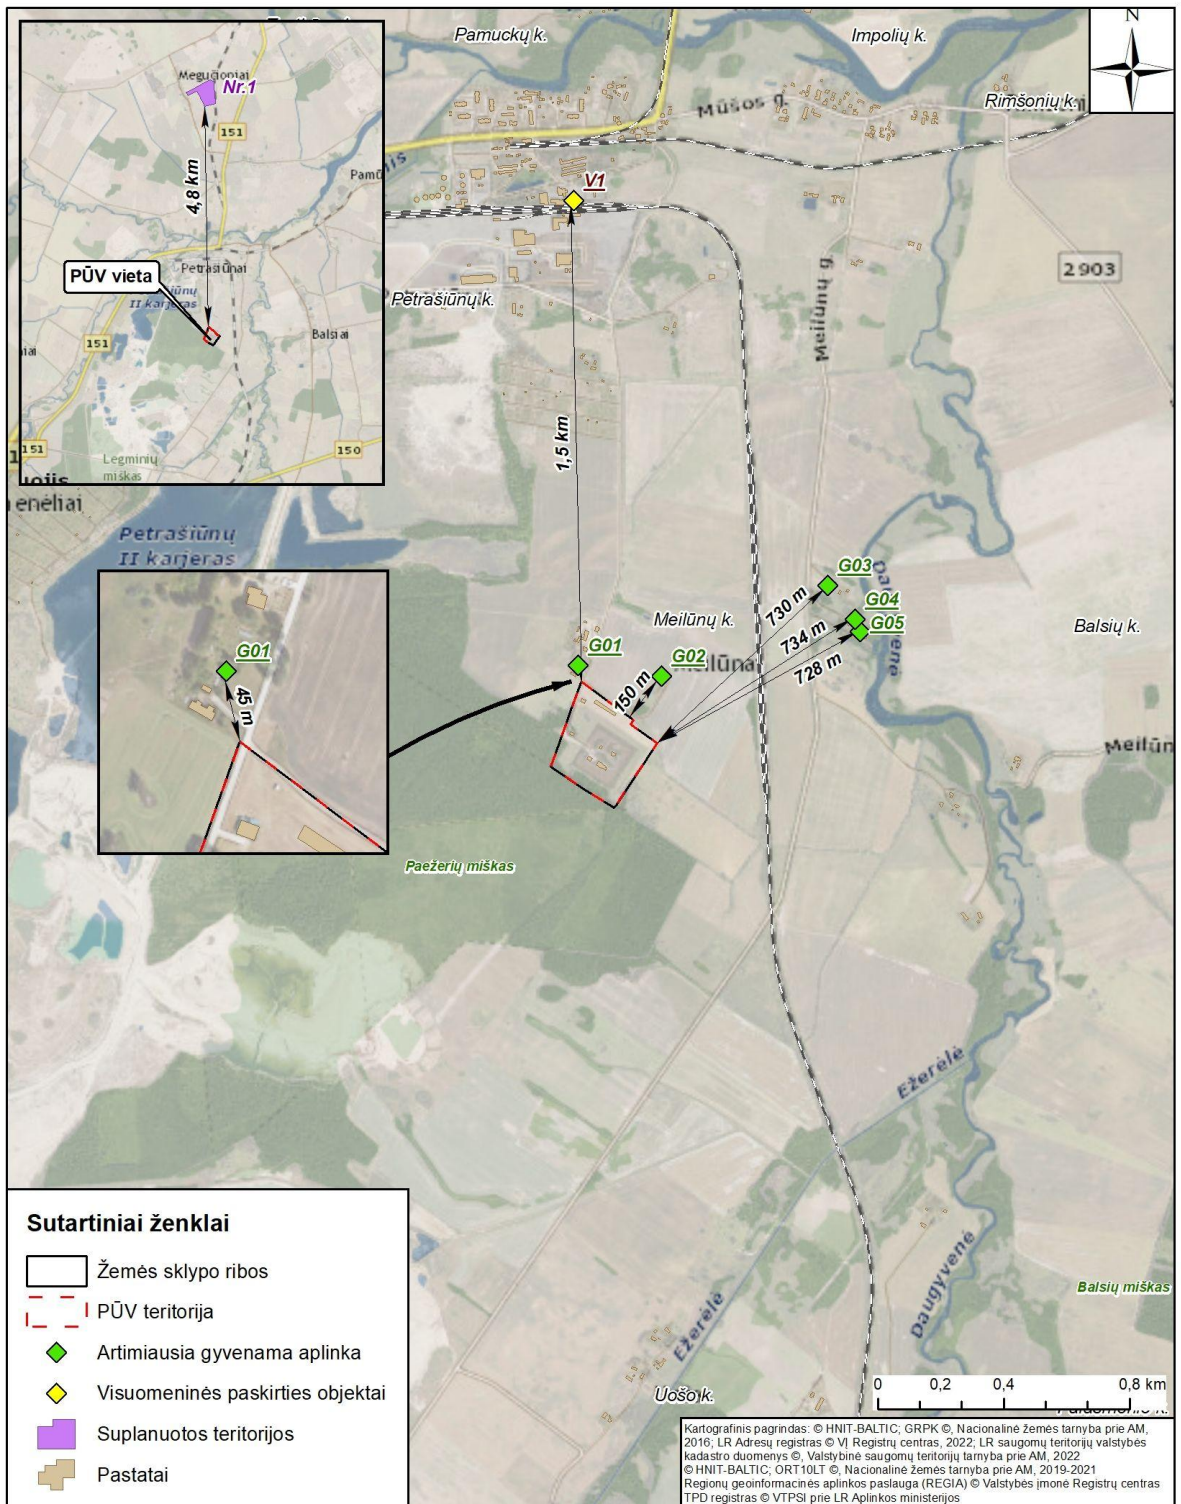 N
Pamuckų k.
Impolių k.
Rimšonių k.
Mūšos g.
Megučioniai
Nr.1
151
4,8 km
Petrašiūnai
PŪV vieta
II karjeras
151
Balsiai
151
150
Legminių
miškas
V1
Petrašiūnų k.
2903
Meilūnų g.
1,5 km
enėliai
Petrašiūnų
II karjeras
G01
45 m
G03
G04
G05
730 m
734 m
728 m
Meilūnų k.
G01
G02
Meilūnai
150 m
Balsių k.
Meilūn
Paežerių miškas
Ežerėlė
Daugyvenė
Ežerėlė
Balsių miškas
Uošo k.
0 0,2 0,4 0,8 km
Sutartiniai ženklai
Žemės sklypo ribos
PŪV teritorija
Artimiausia gyvenama aplinka
Visuomeninės paskirties objektai
Suplanuotos teritorijos
Pastatai
Kartografinis pagrindas: © HNIT-BALTIC; GRPK ©, Nacionalinė žemės tarnyba prie AM,
2016; LR Adresų registras © VĮ Registrų centras, 2022; LR saugomų teritorijų valstybės
kadastro duomenys ©, Valstybinė saugomų teritorijų tarnyba prie AM, 2022
© HNIT-BALTIC; ORT10LT ©, Nacionalinė žemės tarnyba prie AM, 2019-2021
Regionų geoinformacinės aplinkos paslauga (REGIA) © Valstybės įmonė Registrų centras
TPD registras © VTPSI prie LR Aplinkos ministerijos